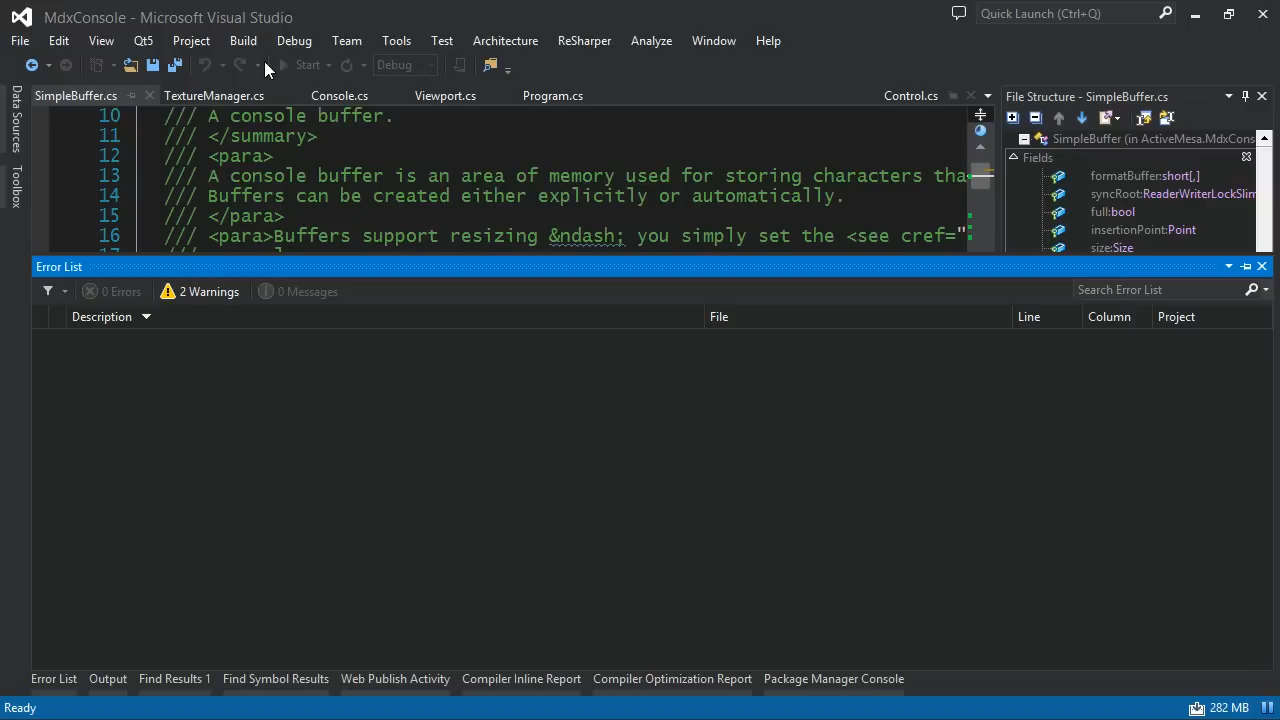 MdxConsole - Microsoft Visual Studio
Quick Launch (Ctrl+Q)
File Edit View Qt5 Project Build Debug Team Tools Test Architecture ReSharper Analyze Window Help
Start Debug
SimpleBuffer.cs TextureManager.cs Console.cs Viewport.cs Program.cs Control.cs
File Structure - SimpleBuffer.cs
Data Sources
Toolbox
10 /// A console buffer.
11 /// </summary>
12 /// <para>
13 /// A console buffer is an area of memory used for storing characters tha
14 /// Buffers can be created either explicitly or automatically.
15 /// </para>
16 /// <para>Buffers support resizing &ndash; you simply set the <see cref="
SimpleBuffer (in ActiveMesa.MdxCons
Fields
formatBuffer:short[,]
syncRoot:ReaderWriterLockSlim
full:bool
insertionPoint:Point
size:Size
Error List
0 Errors 2 Warnings 0 Messages
Search Error List
Description File Line Column Project
Error List Output Find Results 1 Find Symbol Results Web Publish Activity Compiler Inline Report Compiler Optimization Report Package Manager Console
Ready
282 MB